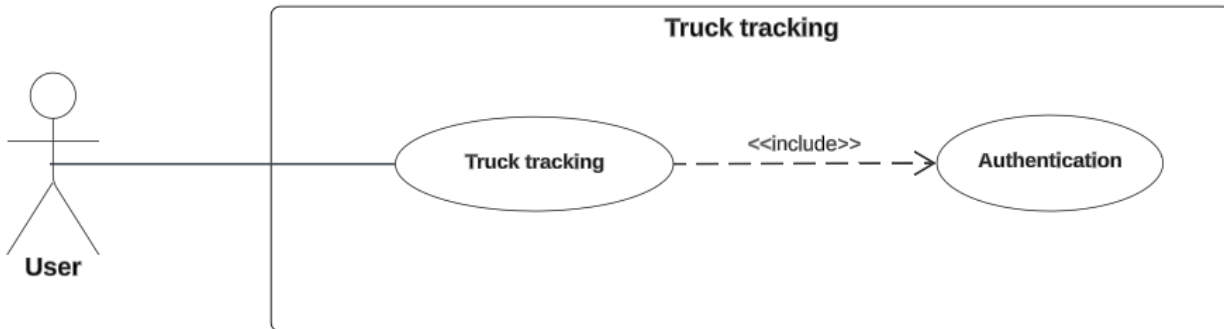 Truck tracking
<<include>>
Truck tracking
Authentication
User